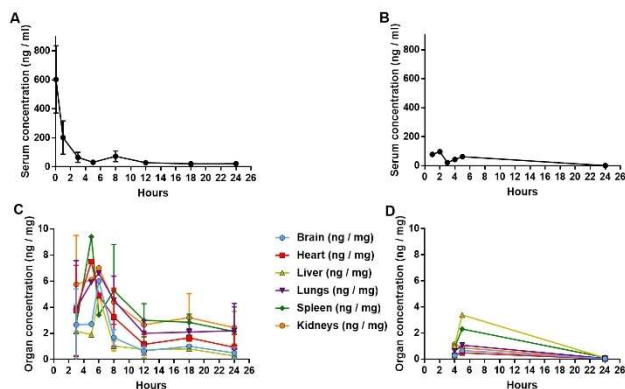 A
B
Serum concentration (ng / ml)
800
600
400
200
0
0 2 4 6 8 10 12 14 16 18 20 22 24 26
Hours
Serum concentration (ng / ml)
800
600
400
200
0
0 2 4 6 8 10 12 14 16 18 20 22 24 26
Hours
C
D
Organ concentration (ng / mg)
10
8
6
4
2
0
0 2 4 6 8 10 12 14 16 18 20 22 24 26
Hours
Brain (ng / mg)
Heart (ng / mg)
Liver (ng / mg)
Lungs (ng / mg)
Spleen (ng / mg)
Kidneys (ng / mg)
Organ concentration (ng / mg)
10
8
6
4
2
0
0 2 4 6 8 10 12 14 16 18 20 22 24 26
Hours